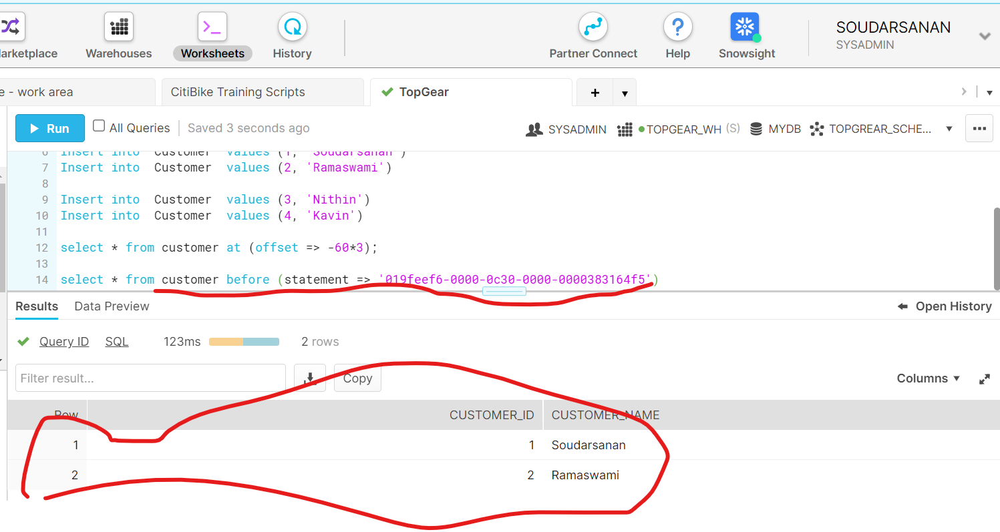 arketplace Warehouses Worksheets History Partner Connect Help Snowsight SOUDARSANAN
SYSADMIN
e - work area CitiBike Training Scripts TopGear + ▼
Run All Queries Saved 3 seconds ago SYSADMIN TOPGEAR_WH (S) MYDB TOPGREAR_SCHE... ▼ ...
6 Insert into Customer values (1, 'Soudarsanan')
7 Insert into Customer values (2, 'Ramaswami')
8
9 Insert into Customer values (3, 'Nithin')
10 Insert into Customer values (4, 'Kavin')
11
12 select * from customer at (offset => -60*3);
13
14 select * from customer before (statement => '019feef6-0000-0c30-0000-0000383164f5')
Results Data Preview Open History
Query ID SQL 123ms 2 rows
Filter result... Copy Columns ▼
Row CUSTOMER_ID CUSTOMER_NAME
1 1 Soudarsanan
2 2 Ramaswami